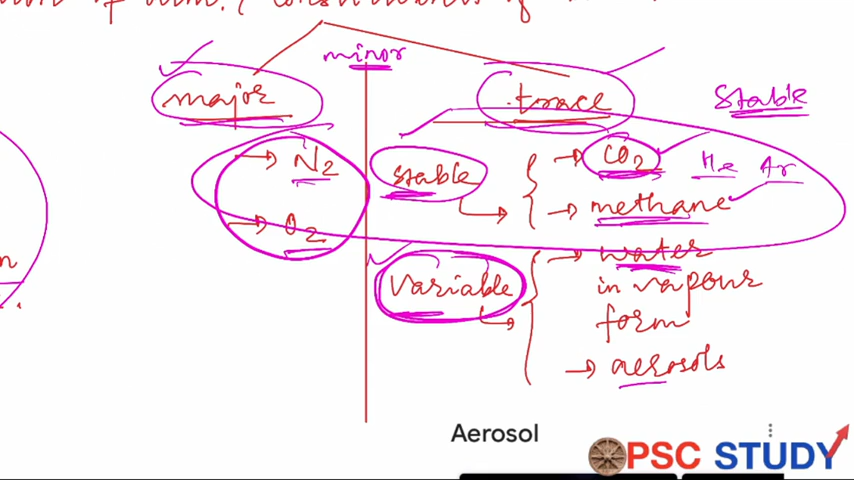 minor
major
trace
stable
→ N2
stable
→ CO2
He Ar
→ methane
→ O2
variable
→ water
in vapour
form
→ aerosols
Aerosol
PSC STUDY